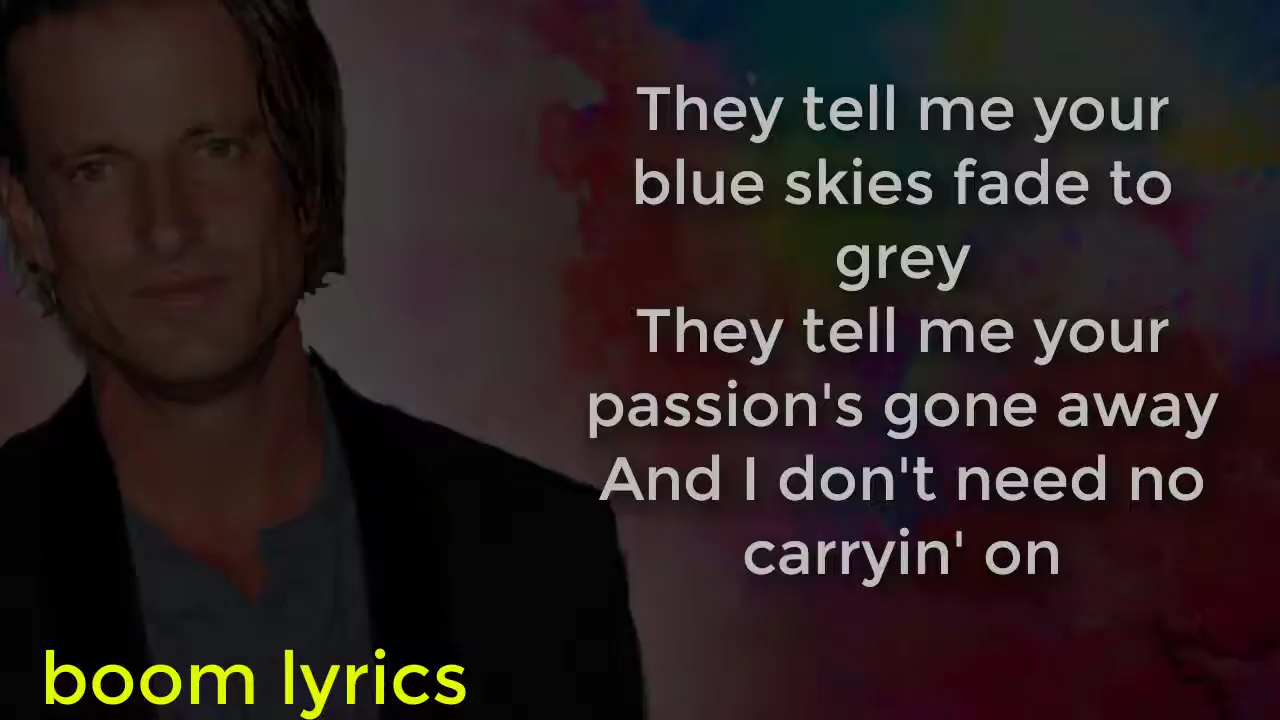 They tell me your
blue skies fade to
grey
They tell me your
passion's gone away
And I don't need no
carryin' on
boom lyrics